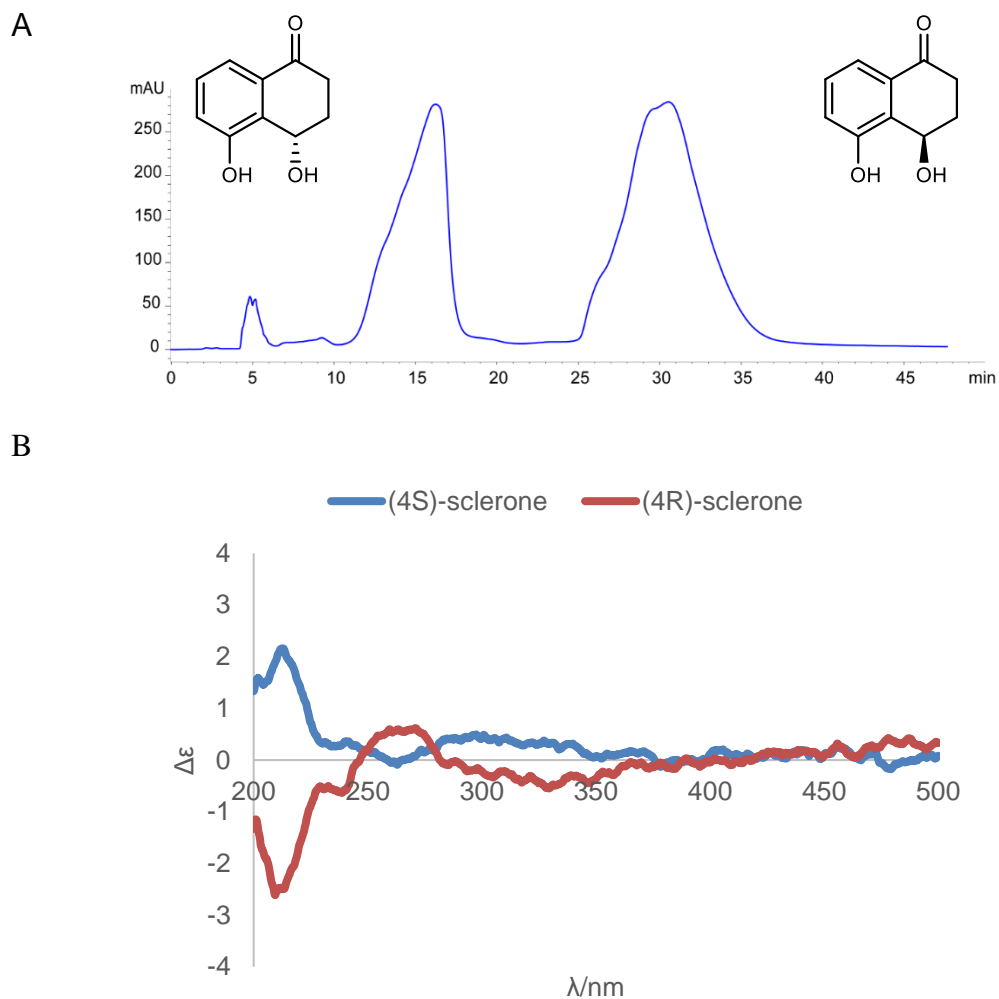 A
O
OH
OH
O
OH
OH
mAU
250
200
150
100
50
0
0 5 10 15 20 25 30 35 40 45 min
B
(4S)-sclerone (4R)-sclerone
4
3
2
1
0
-1
-2
-3
-4
Δε
200 250 300 350 400 450 500
λ/nm